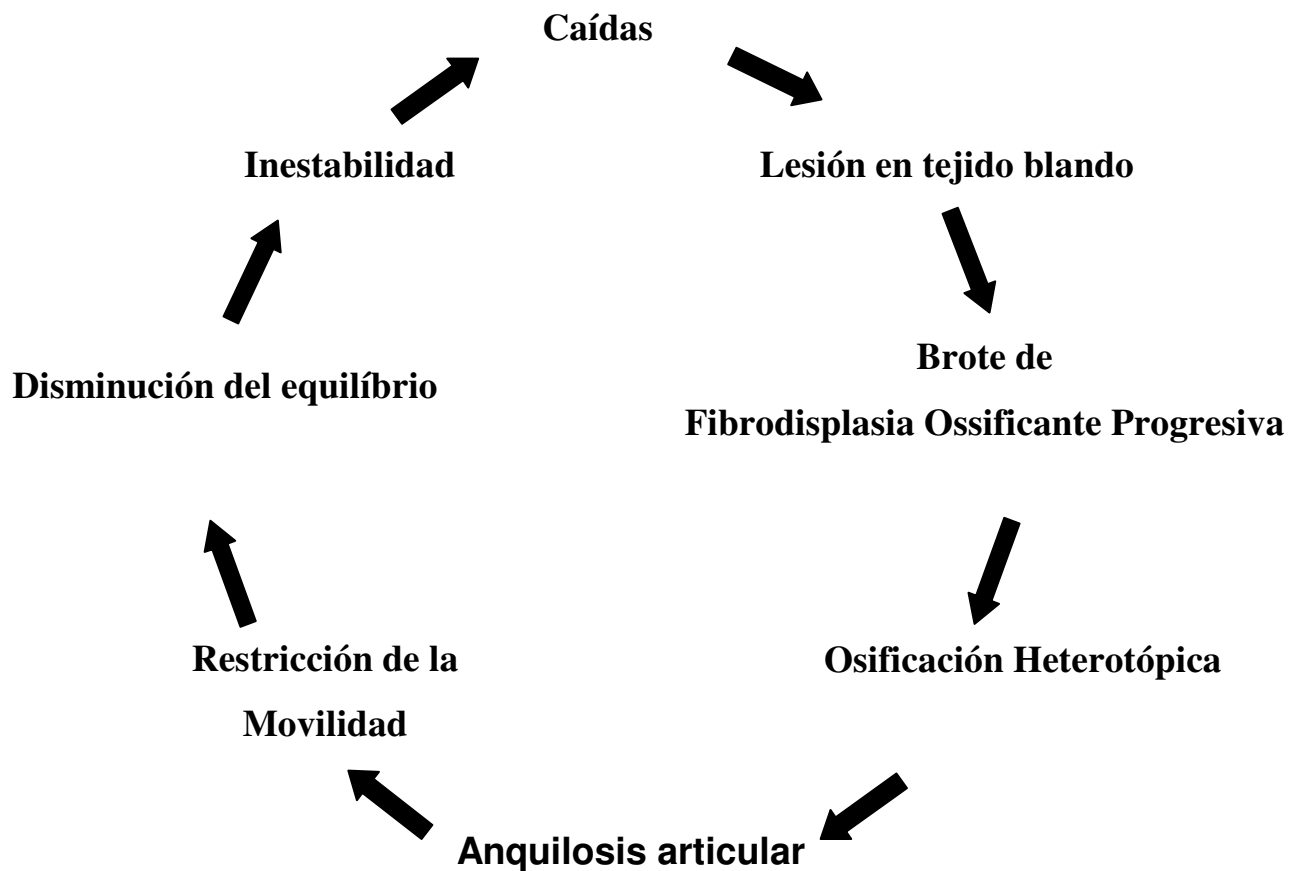 Caídas
Inestabilidad
Lesión en tejido blando
Disminución del equilíbrio
Brote de
Fibrodisplasia Ossificante Progresiva
Restricción de la
Movilidad
Osificación Heterotópica
Anquilosis articular